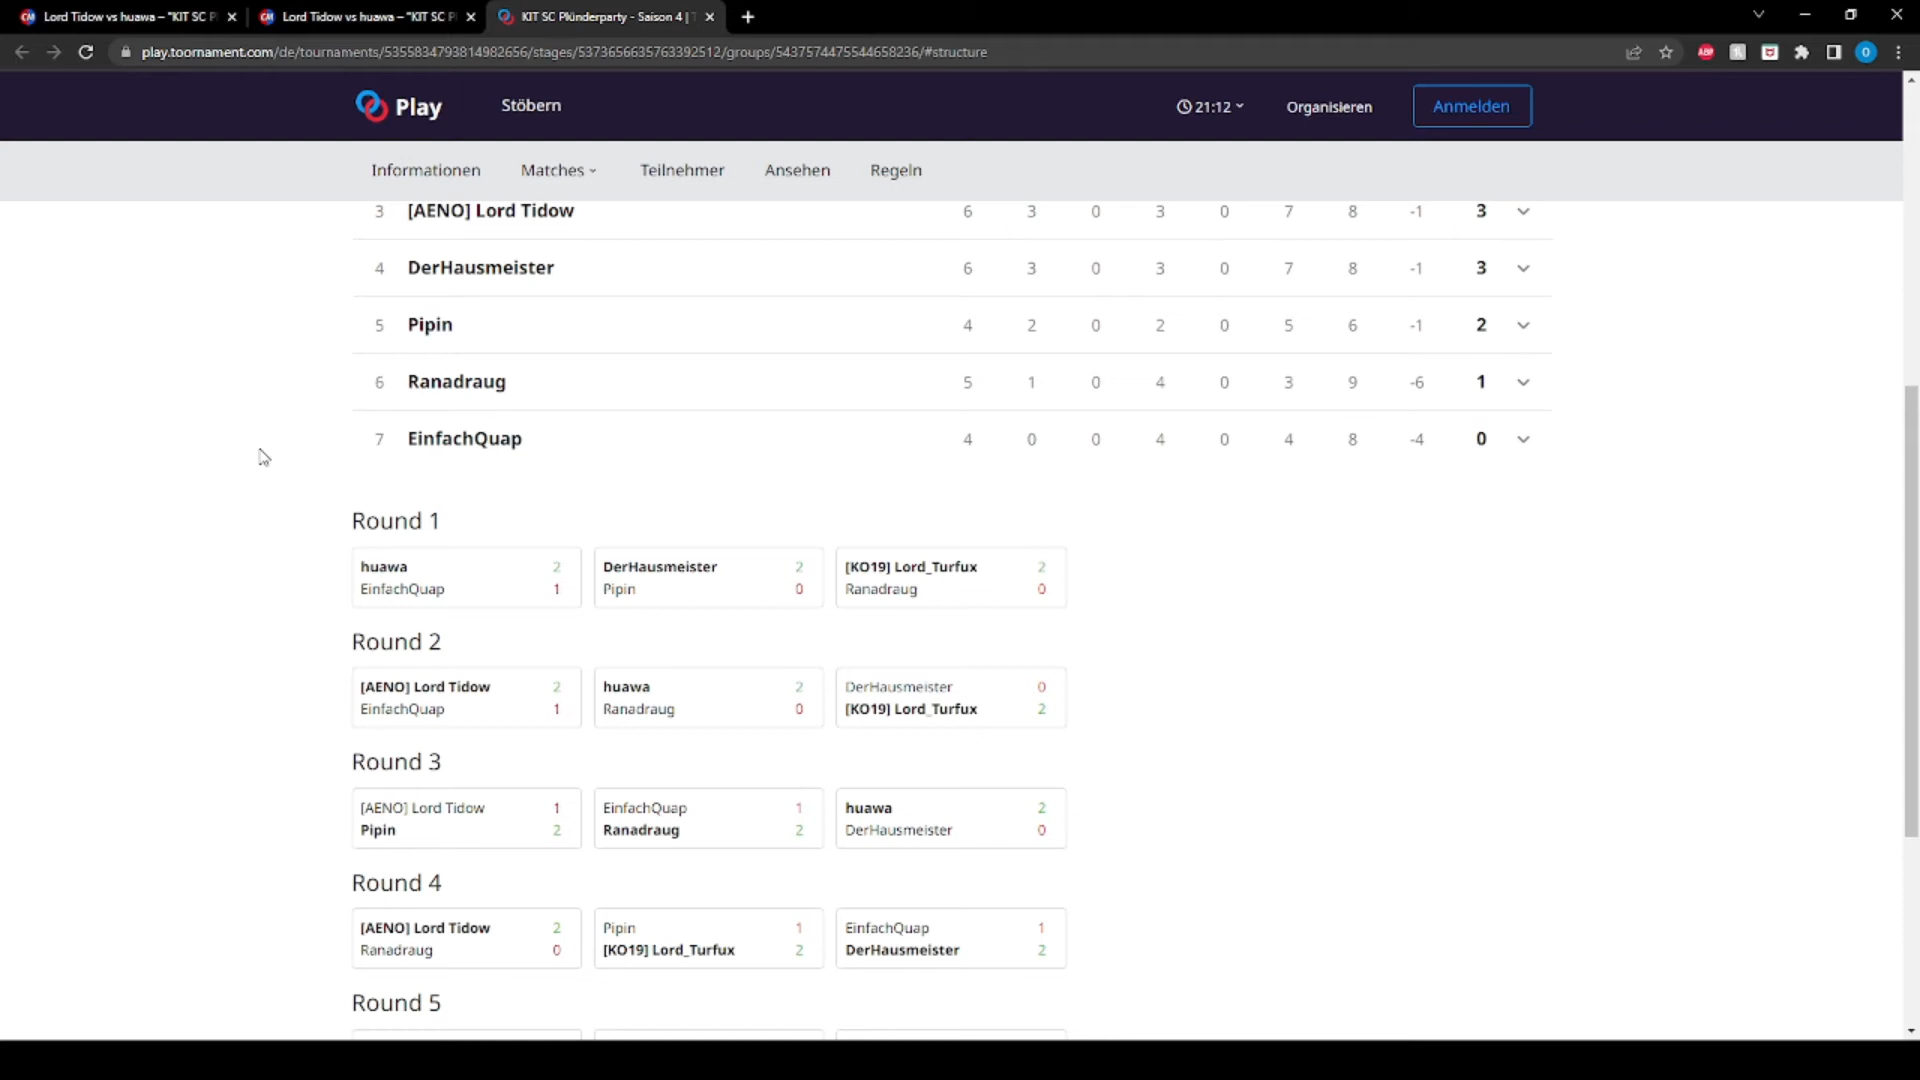 Lord Tidow vs huawa – "KIT SC P
Lord Tidow vs huawa – "KIT SC P
KIT SC Plünderparty - Saison 4 | T
play.toornament.com/de/tournaments/5355834793814982656/stages/5373656635763392512/groups/5437574475544658236/#structure
ABP
O
Play
Stöbern
21:12
Organisieren
Anmelden
Informationen
Matches
Teilnehmer
Ansehen
Regeln
3 [AENO] Lord Tidow 6 3 0 3 0 7 8 -1 3
4 DerHausmeister 6 3 0 3 0 7 8 -1 3
5 Pipin 4 2 0 2 0 5 6 -1 2
6 Ranadraug 5 1 0 4 0 3 9 -6 1
7 EinfachQuap 4 0 0 4 0 4 8 -4 0
Round 1
huawa 2
EinfachQuap 1
DerHausmeister 2
Pipin 0
[KO19] Lord_Turfux 2
Ranadraug 0
Round 2
[AENO] Lord Tidow 2
EinfachQuap 1
huawa 2
Ranadraug 0
DerHausmeister 0
[KO19] Lord_Turfux 2
Round 3
[AENO] Lord Tidow 1
Pipin 2
EinfachQuap 1
Ranadraug 2
huawa 2
DerHausmeister 0
Round 4
[AENO] Lord Tidow 2
Ranadraug 0
Pipin 1
[KO19] Lord_Turfux 2
EinfachQuap 1
DerHausmeister 2
Round 5